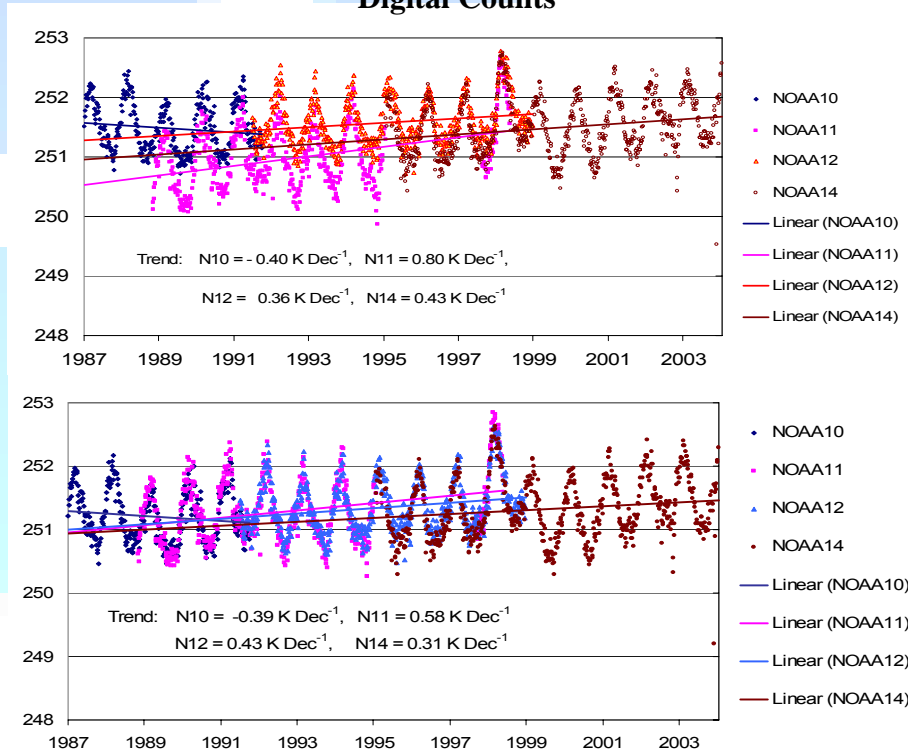 Digital Counts
253
252
251
250
249
248
1987 1989 1991 1993 1995 1997 1999 2001 2003
Trend: N10 = - 0.40 K Dec-1, N11 = 0.80 K Dec-1,
N12 = 0.36 K Dec-1, N14 = 0.43 K Dec-1
NOAA10
NOAA11
NOAA12
NOAA14
Linear (NOAA10)
Linear (NOAA11)
Linear (NOAA12)
Linear (NOAA14)
253
252
251
250
249
248
1987 1989 1991 1993 1995 1997 1999 2001 2003
Trend: N10 = -0.39 K Dec-1, N11 = 0.58 K Dec-1
N12 = 0.43 K Dec-1, N14 = 0.31 K Dec-1
NOAA10
NOAA11
NOAA12
NOAA14
Linear (NOAA10)
Linear (NOAA11)
Linear (NOAA12)
Linear (NOAA14)